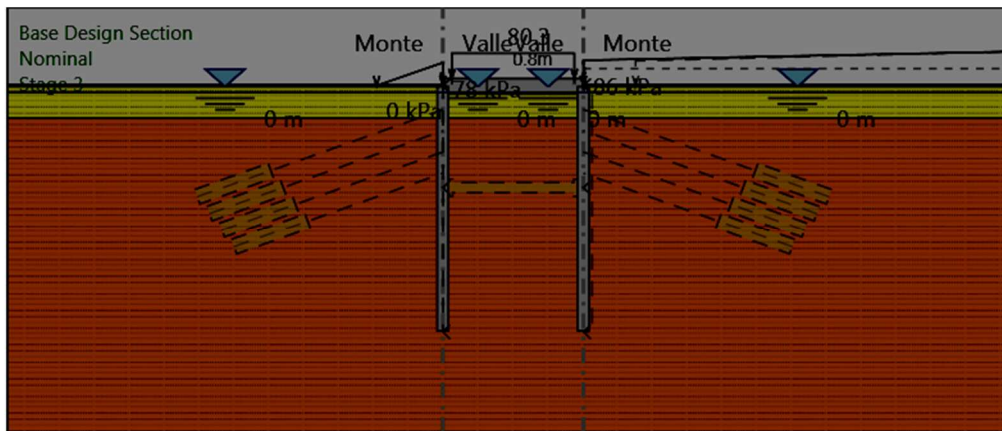 Base Design Section
Nominal
Stage 3
Monte
Valle
Valle
Monte
80.3
0.8m
78 kPa
0 kPa
0 m
0 m
0 m
0 m